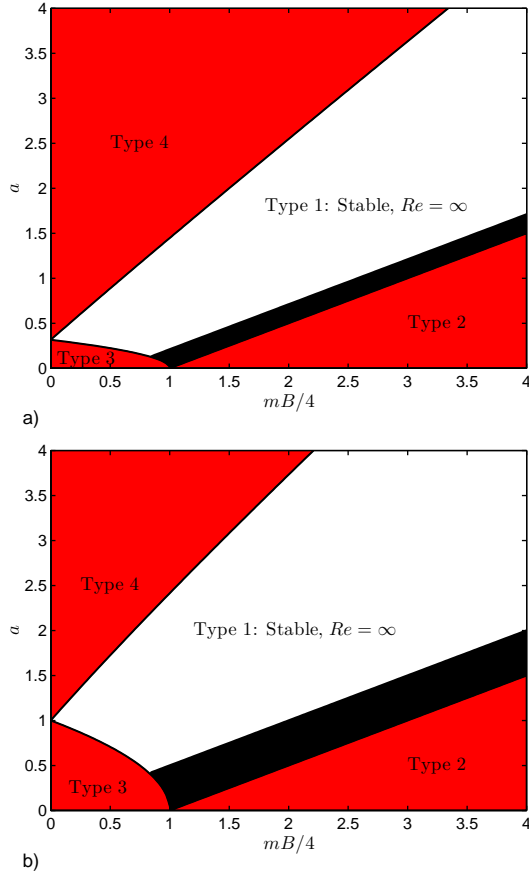 4
3.5
3
2.5
2
1.5
1
0.5
0
a
Type 4
Type 1: Stable, Re = ∞
Type 2
Type 3
0 0.5 1 1.5 2 2.5 3 3.5 4
mB/4
a)
4
3.5
3
2.5
2
1.5
1
0.5
0
a
Type 4
Type 1: Stable, Re = ∞
Type 2
Type 3
0 0.5 1 1.5 2 2.5 3 3.5 4
mB/4
b)